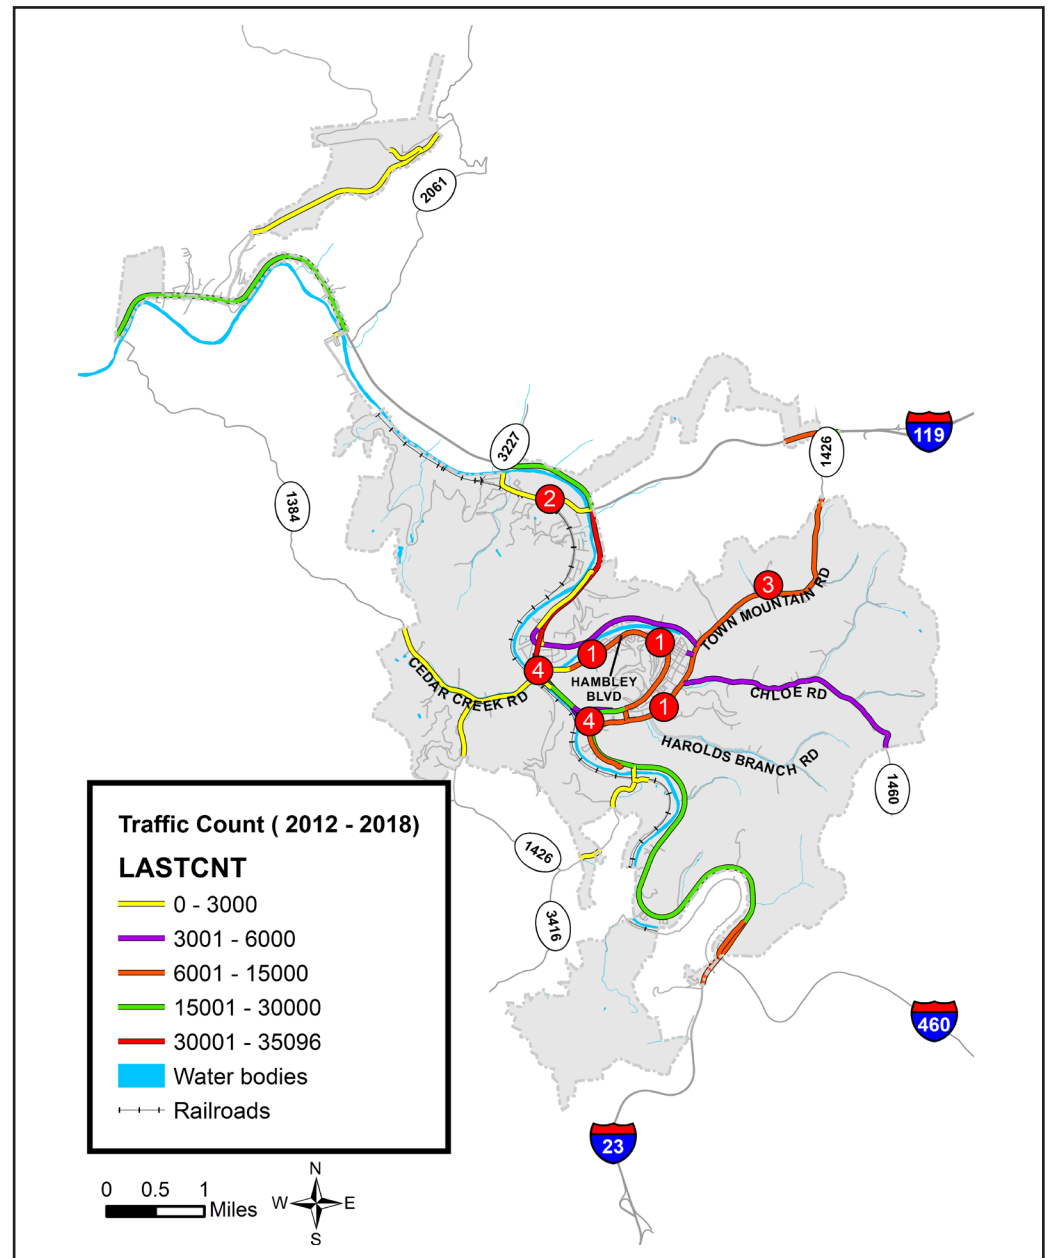 2061
119
3227
1426
1384
2
3
TOWN MOUNTAIN RD
1
1
4
HAMBLEY
BLVD
CEDAR CREEK RD
CHLOE RD
1
4
HAROLDS BRANCH RD
1460
Traffic Count ( 2012 - 2018)
LASTCNT
0 - 3000
3001 - 6000
6001 - 15000
15001 - 30000
30001 - 35096
Water bodies
Railroads
1426
3416
460
23
0 0.5 1
Miles
N
W E
S